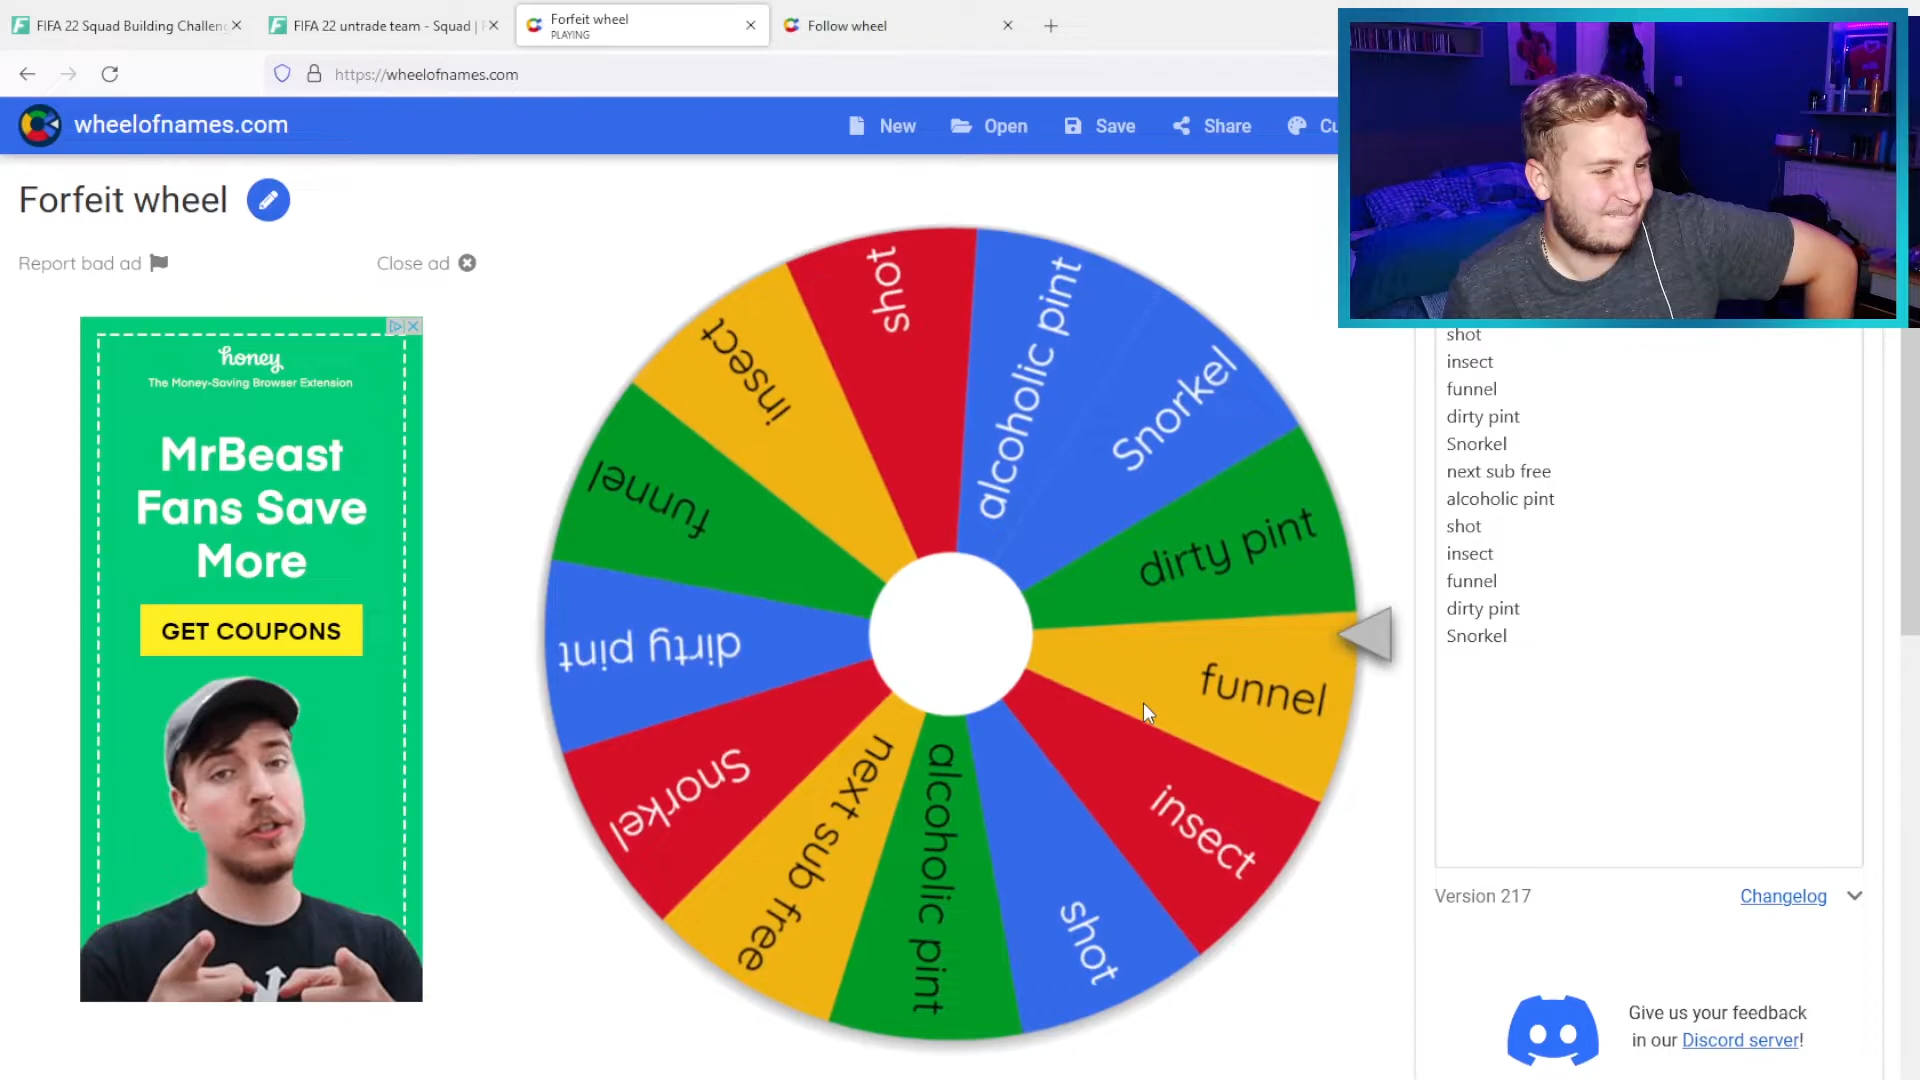 FIFA 22 Squad Building Challen
FIFA 22 untrade team - Squad |
Forfeit wheel
PLAYING
Follow wheel
https://wheelofnames.com
wheelofnames.com
New
Open
Save
Share
Cu
Forfeit wheel
Report bad ad
Close ad
honey
The Money-Saving Browser Extension
MrBeast
Fans Save
More
GET COUPONS
shot
alcoholic pint
Snorkel
dirty pint
funnel
insect
shot
alcoholic pint
next sub free
Snorkel
dirty pint
funnel
insect
shot
insect
funnel
dirty pint
Snorkel
next sub free
alcoholic pint
shot
insect
funnel
dirty pint
Snorkel
Version 217
Changelog
Give us your feedback
in our Discord server!